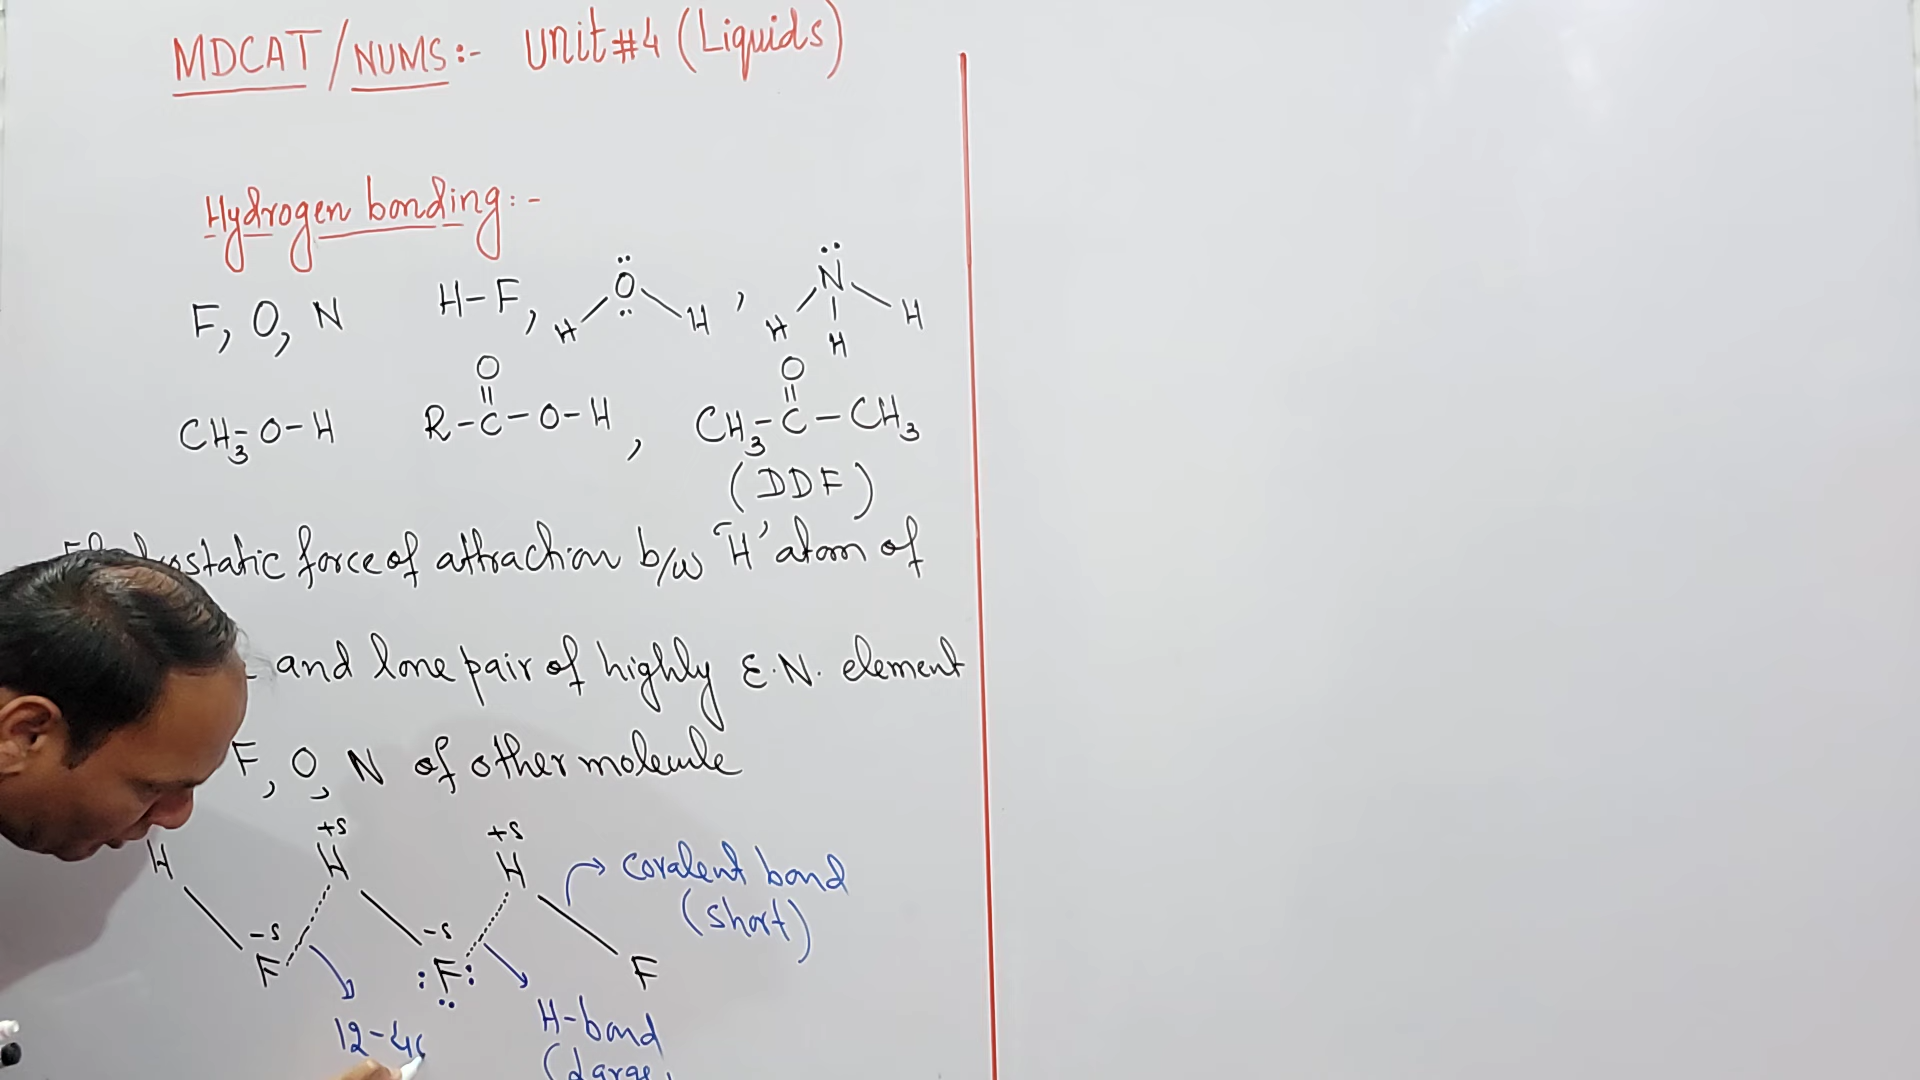 MDCAT/NUMS:- Unit#4 (Liquids)
Hydrogen bonding:-
F, O, N H-F, H O H, N H H H
CH3-O-H R-C-O-H, CH3-C-CH3
O O
(DDF)
force of attraction b/w 'H' atom of
and lone pair of highly E.N. element
F, O, N of other molecule
+δ +δ
H H H → covalent bond
(short)
-δ -δ
F :F: F
12-40 H-bond
(Large,